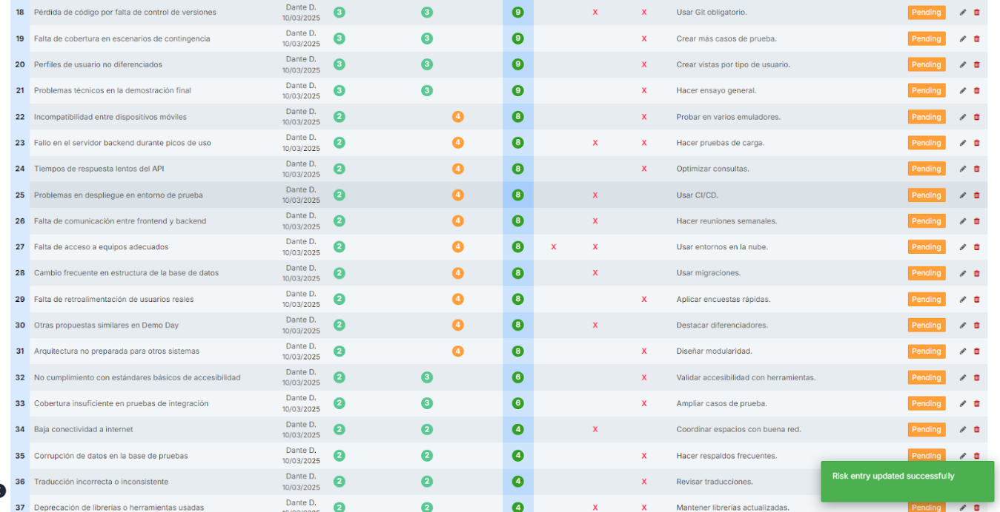 18 Pérdida de código por falta de control de versiones Dante D. 10/03/2025 3 3 9 X X Usar Git obligatorio. Pending
19 Falta de cobertura en escenarios de contingencia Dante D. 10/03/2025 3 3 9 X Crear más casos de prueba. Pending
20 Perfiles de usuario no diferenciados Dante D. 10/03/2025 3 3 9 X Crear vistas por tipo de usuario. Pending
21 Problemas técnicos en la demostración final Dante D. 10/03/2025 3 3 9 X Hacer ensayo general. Pending
22 Incompatibilidad entre dispositivos móviles Dante D. 10/03/2025 2 4 8 X Probar en varios emuladores. Pending
23 Fallo en el servidor backend durante picos de uso Dante D. 10/03/2025 2 4 8 X X Hacer pruebas de carga. Pending
24 Tiempos de respuesta lentos del API Dante D. 10/03/2025 2 4 8 X Optimizar consultas. Pending
25 Problemas en despliegue en entorno de prueba Dante D. 10/03/2025 2 4 8 X Usar CI/CD. Pending
26 Falta de comunicación entre frontend y backend Dante D. 10/03/2025 2 4 8 X Hacer reuniones semanales. Pending
27 Falta de acceso a equipos adecuados Dante D. 10/03/2025 2 4 8 X X Usar entornos en la nube. Pending
28 Cambio frecuente en estructura de la base de datos Dante D. 10/03/2025 2 4 8 X Usar migraciones. Pending
29 Falta de retroalimentación de usuarios reales Dante D. 10/03/2025 2 4 8 X Aplicar encuestas rápidas. Pending
30 Otras propuestas similares en Demo Day Dante D. 10/03/2025 2 4 8 X Destacar diferenciadores. Pending
31 Arquitectura no preparada para otros sistemas Dante D. 10/03/2025 2 4 8 X Diseñar modularidad. Pending
32 No cumplimiento con estándares básicos de accesibilidad Dante D. 10/03/2025 2 3 6 X Validar accesibilidad con herramientas. Pending
33 Cobertura insuficiente en pruebas de integración Dante D. 10/03/2025 2 3 6 X Ampliar casos de prueba. Pending
34 Baja conectividad a internet Dante D. 10/03/2025 2 2 4 X Coordinar espacios con buena red. Pending
35 Corrupción de datos en la base de pruebas Dante D. 10/03/2025 2 2 4 X Hacer respaldos frecuentes. Pending
36 Traducción incorrecta o inconsistente Dante D. 10/03/2025 2 2 4 X Revisar traducciones.
Risk entry updated successfully
37 Deprecación de librerías o herramientas usadas Dante D. 2 2 4 X X Mantener librerías actualizadas. Pending